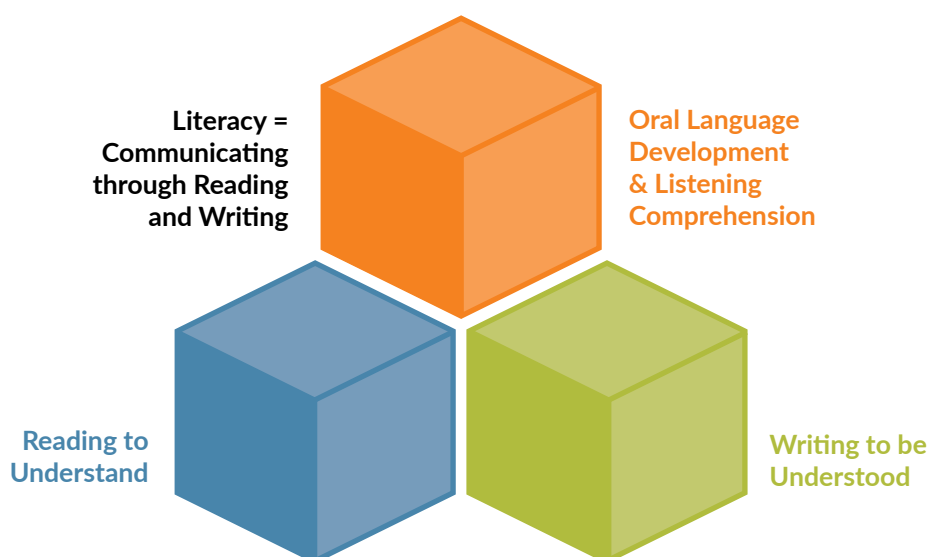 Literacy =
Communicating
through Reading
and Writing
Oral Language
Development
& Listening
Comprehension
Reading to
Understand
Writing to be
Understood